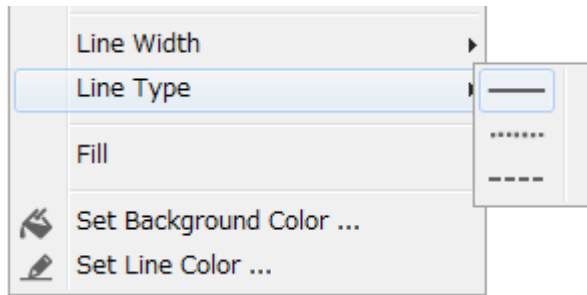 Line Width
Line Type
Fill
Set Background Color ...
Set Line Color ...